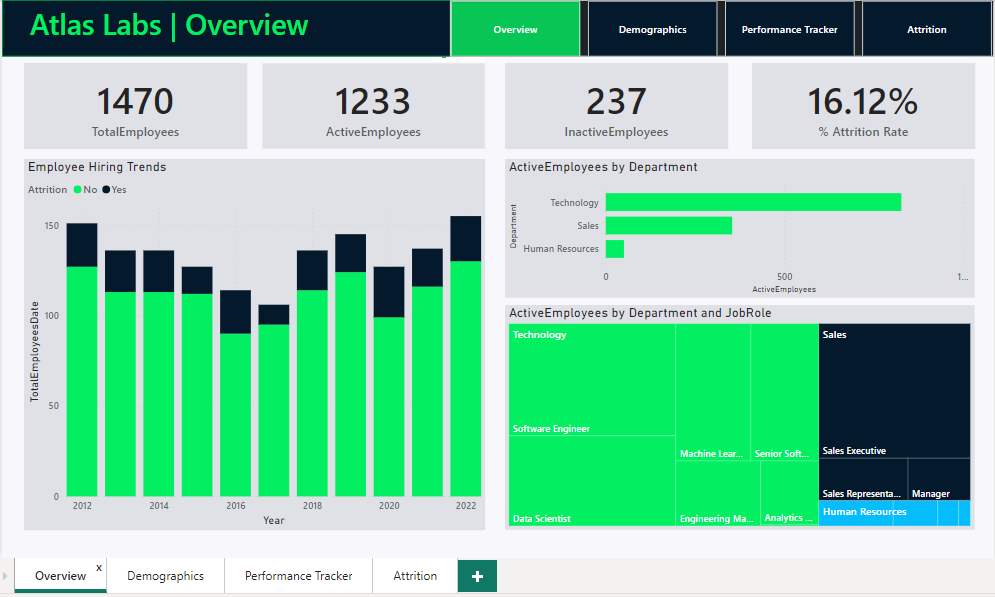 Atlas Labs | Overview
Overview
Demographics
Performance Tracker
Attrition
1470
TotalEmployees
1233
ActiveEmployees
237
InactiveEmployees
16.12%
% Attrition Rate
Employee Hiring Trends
Attrition No Yes
TotalEmployeesDate
150
100
50
0
2012 2014 2016 2018 2020 2022
Year
ActiveEmployees by Department
Department
Technology
Sales
Human Resources
0 500 1...
ActiveEmployees
ActiveEmployees by Department and JobRole
Technology
Software Engineer
Data Scientist
Machine Lear...
Senior Soft...
Engineering Ma...
Analytics ...
Sales
Sales Executive
Sales Representa...
Manager
Human Resources
Overview x
Demographics
Performance Tracker
Attrition
+